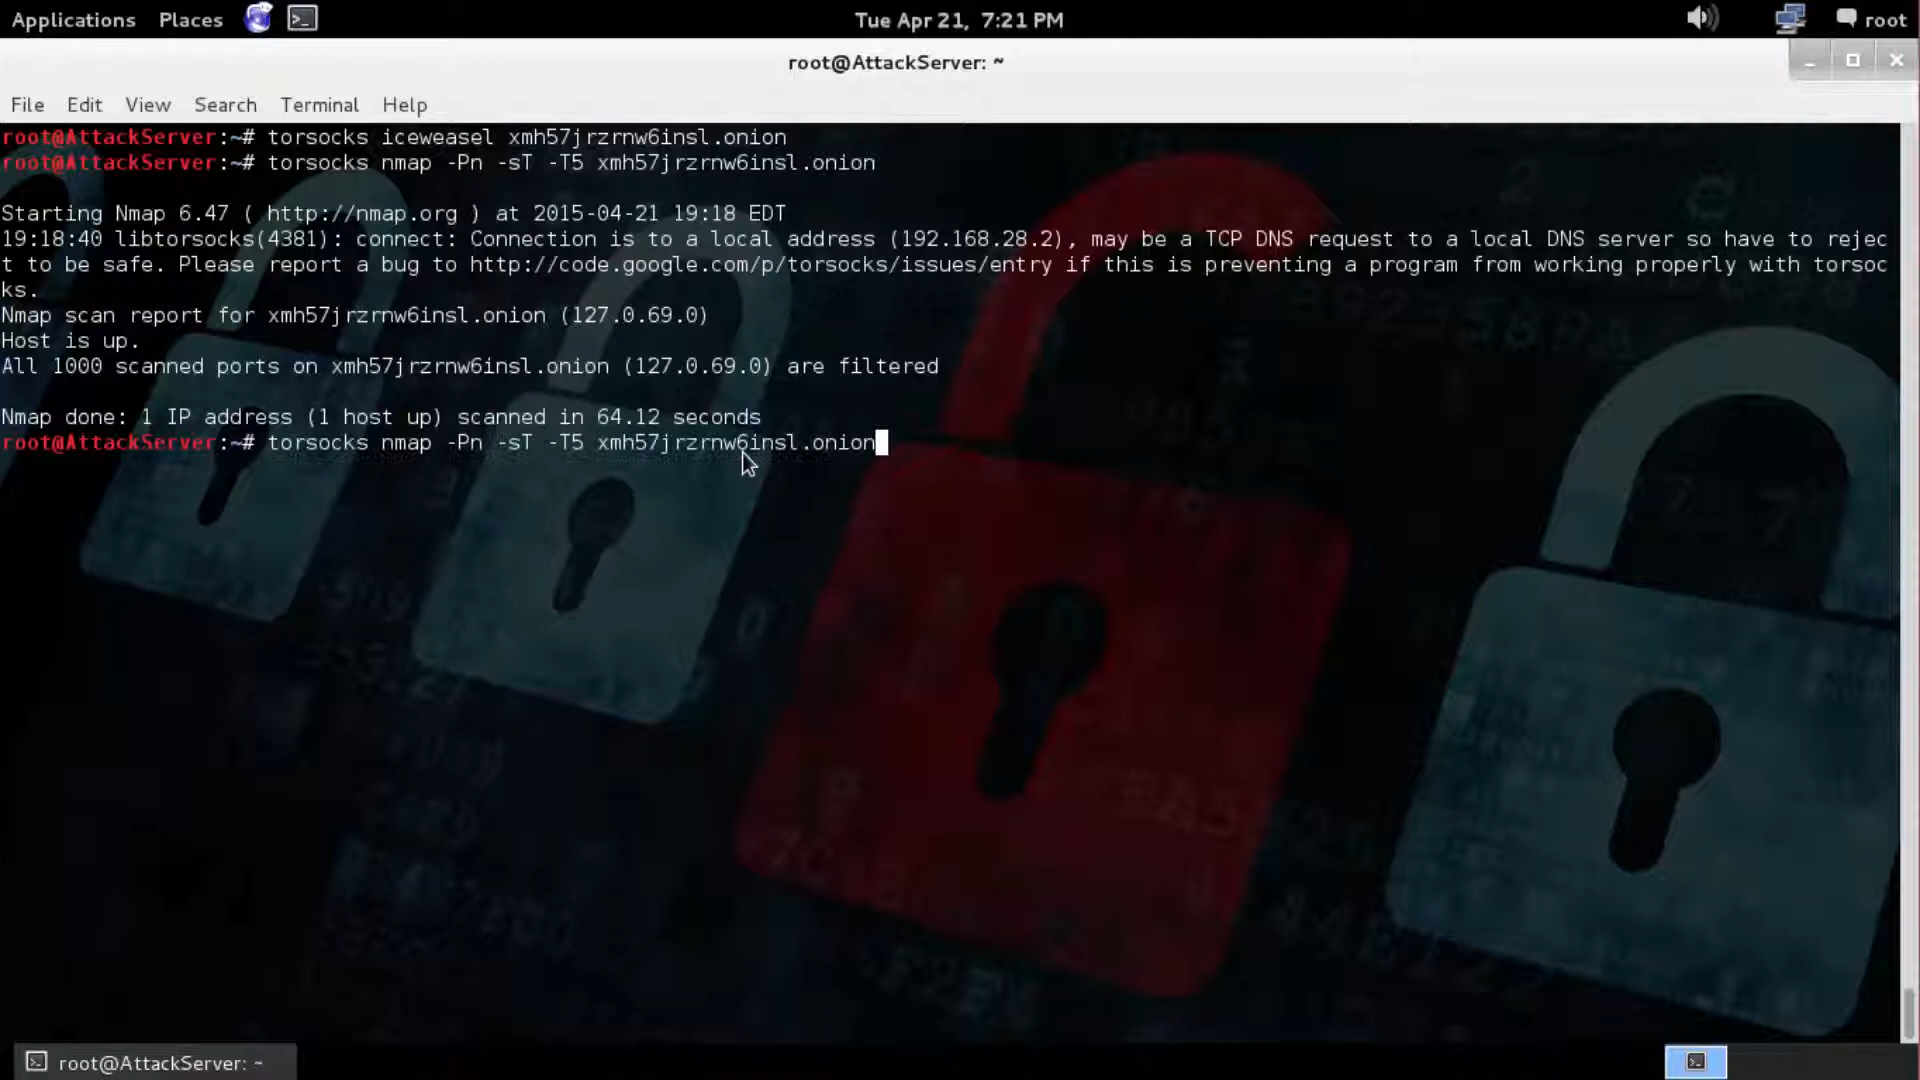 Applications Places Tue Apr 21, 7:21 PM root
root@AttackServer: ~
File Edit View Search Terminal Help
root@AttackServer:~# torsocks iceweasel xmh57jrzrnw6insl.onion
root@AttackServer:~# torsocks nmap -Pn -sT -T5 xmh57jrzrnw6insl.onion
Starting Nmap 6.47 ( http://nmap.org ) at 2015-04-21 19:18 EDT
19:18:40 libtorsocks(4381): connect: Connection is to a local address (192.168.28.2), may be a TCP DNS request to a local DNS server so have to rejec
t to be safe. Please report a bug to http://code.google.com/p/torsocks/issues/entry if this is preventing a program from working properly with torsoc
ks.
Nmap scan report for xmh57jrzrnw6insl.onion (127.0.69.0)
Host is up.
All 1000 scanned ports on xmh57jrzrnw6insl.onion (127.0.69.0) are filtered
Nmap done: 1 IP address (1 host up) scanned in 64.12 seconds
root@AttackServer:~# torsocks nmap -Pn -sT -T5 xmh57jrzrnw6insl.onion
root@AttackServer: ~